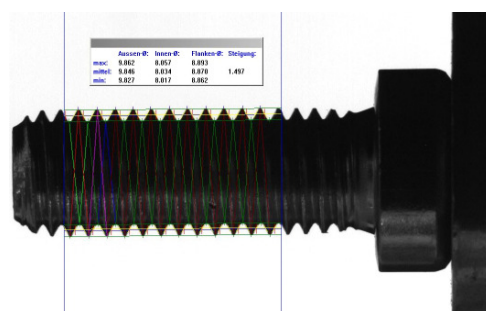 Aussen-Ø: Innen-Ø: Flanken-Ø: Steigung:
max: 9.862 8.057 8.893
mittel: 9.846 8.034 8.878 1.497
min: 9.827 8.017 8.862